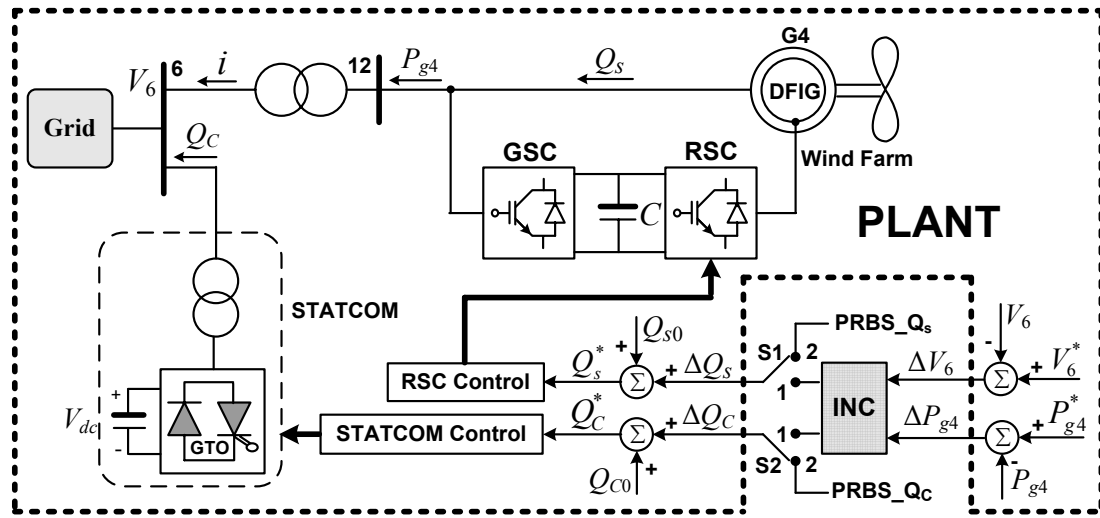 G4
V6 6 i 12 Pg4 Qs
DFIG
Grid
QC
GSC RSC Wind Farm
C
PLANT
STATCOM
Qs0 PRBS_Qs V6
S1 2 -
+ +
RSC Control Qs* Σ + ΔQs 1 ΔV6 Σ + V6*
INC
Vdc + - GTO
STATCOM Control QC* Σ + ΔQC 1 ΔPg4 Σ + Pg4*
S2 2 -
QC0 + PRBS_QC Pg4